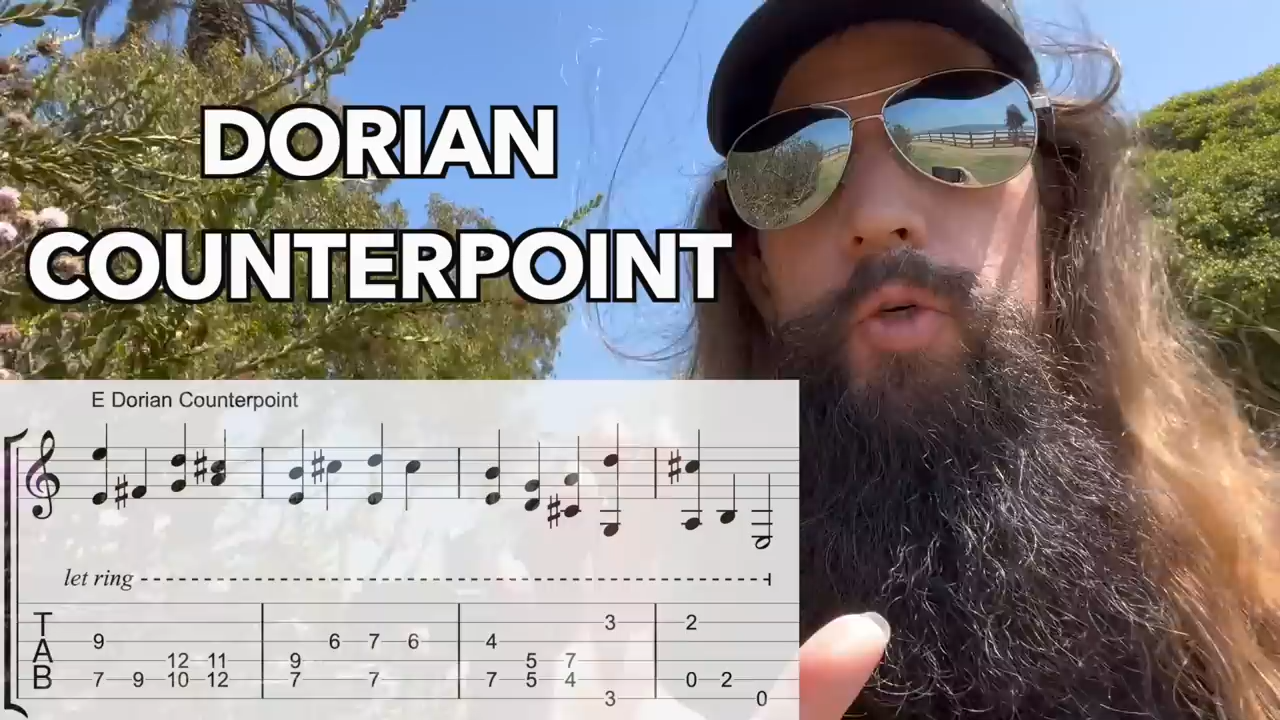 DORIAN
COUNTERPOINT
E Dorian Counterpoint
let ring
T
A
B
3 2
9 6 7 6 4
12 11 9 5 7
7 9 10 12 7 7 7 5 4 0 2
3 0